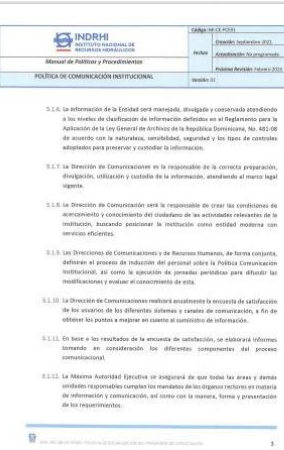 INDRHI
INSTITUTO NACIONAL DE
RECURSOS HIDRÁULICOS
Manual de Políticas y Procedimientos
POLÍTICA DE COMUNICACIÓN INSTITUCIONAL
Código:
Fechas
Creación: Septiembre 2021
Actualización: No programada
Próxima Revisión: Febrero
Versión: 01
5.1.6. La información de la Entidad será manejada, divulgada y conservada atendiendo
a los niveles de clasificación de información definidos en el Reglamento para la
Aplicación de la Ley General de Archivos de la República Dominicana, No. 481-08
de acuerdo con la naturaleza, sensibilidad, seguridad y los tipos de controles
adoptados para preservar y custodiar la información.
5.1.7. La Dirección de Comunicaciones es la responsable de la correcta preparación,
divulgación, utilización y custodia de la información, atendiendo al marco legal
vigente.
5.1.8. La Dirección de Comunicación será la responsable de crear las condiciones de
acercamiento y conocimiento del ciudadano de las actividades relevantes de la
institución, buscando posicionar la institución como entidad moderna con
servicios eficientes.
5.1.9. Las Direcciones de Comunicaciones y de Recursos Humanos, de forma conjunta,
definirán el proceso de inducción del personal sobre la Política Comunicación
Institucional, así como la ejecución de jornadas periódicas para difundir las
modificaciones y evaluar el conocimiento de esta.
5.1.10. La Dirección de Comunicaciones realizará anualmente la encuesta de satisfacción
de los usuarios de los diferentes sistemas y canales de comunicación, a fin de
obtener los puntos a mejorar en cuanto al suministro de información.
5.1.11. En base a los resultados de la encuesta de satisfacción, se elaborará informes
tomando en consideración los diferentes componentes del proceso
comunicacional.
5.1.12. La Máxima Autoridad Ejecutiva se asegurará de que todas las áreas y demás
unidades responsables cumplan los mandatos de los órganos rectores en materia
de información y comunicación, así como con la manera, forma y presentación
de los requerimientos.
3